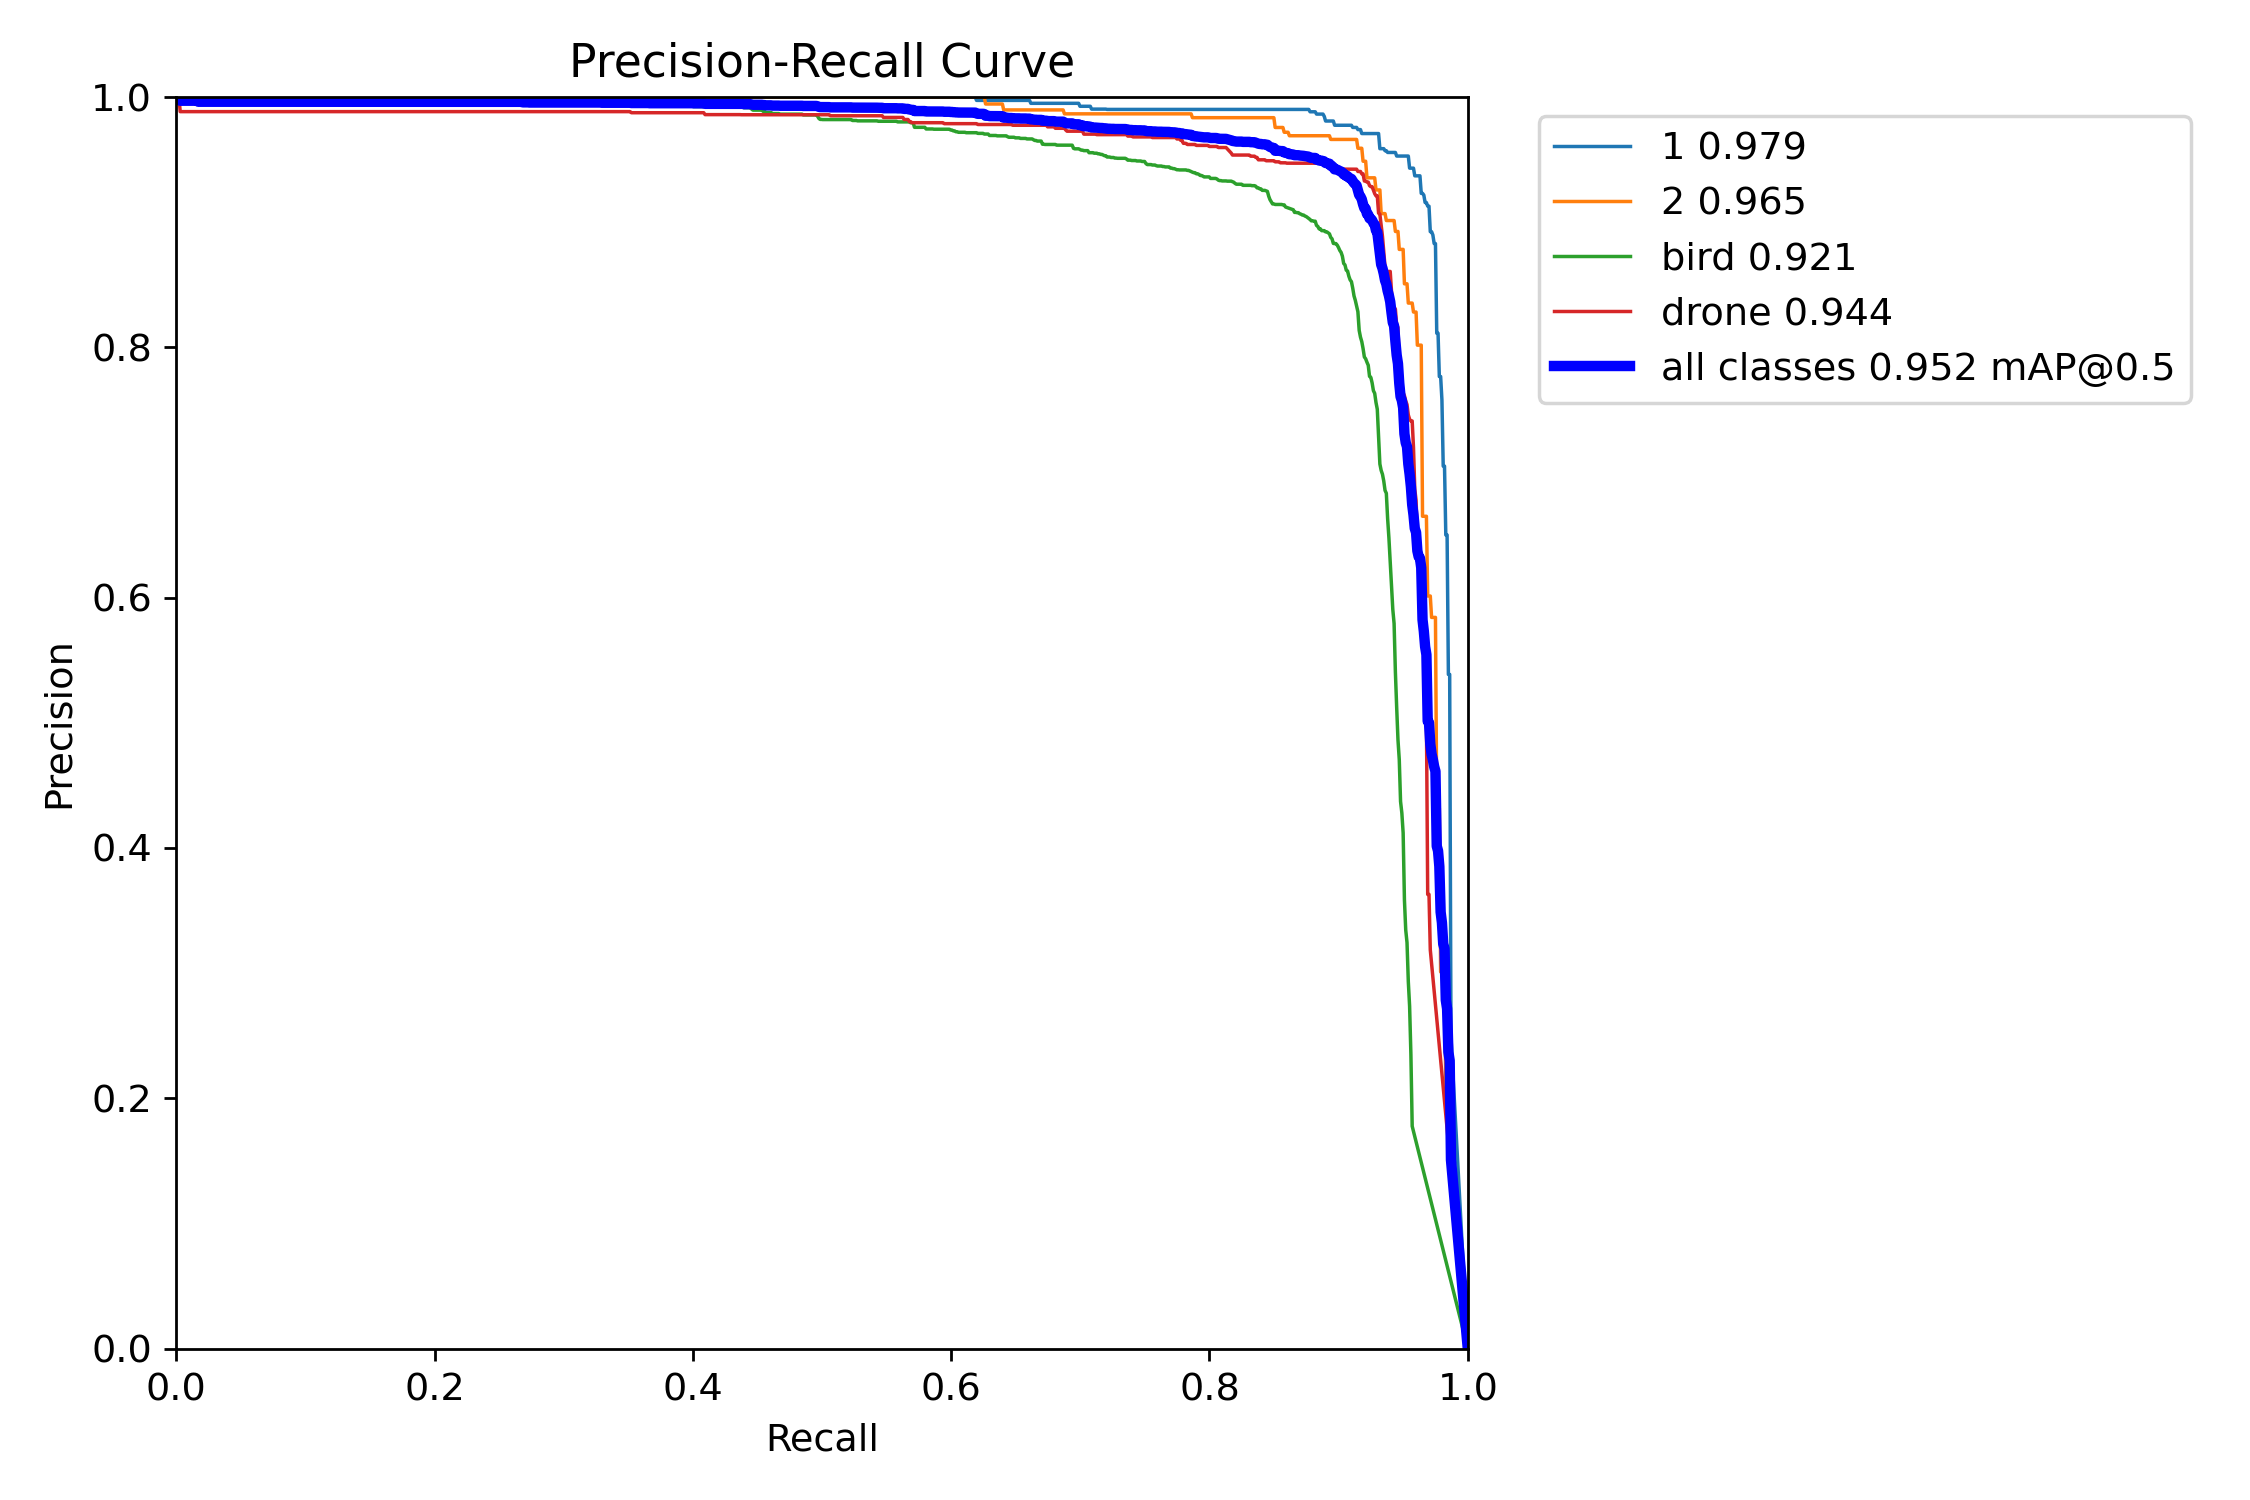 Precision-Recall Curve
1.0
0.8
0.6
0.4
0.2
0.0
Precision
0.0 0.2 0.4 0.6 0.8 1.0
Recall
1 0.979
2 0.965
bird 0.921
drone 0.944
all classes 0.952 mAP@0.5